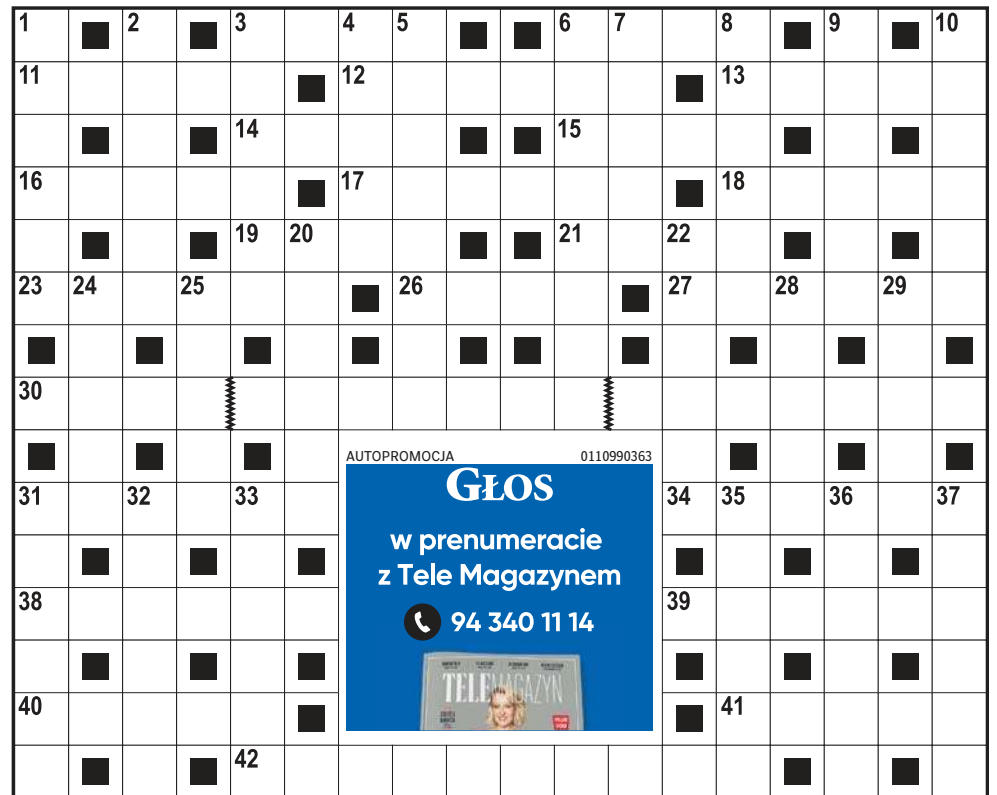 1 2 3 4 5 6 7 8 9 10
11 12 13
14 15
16 17 18
19 20 21 22
23 24 25 26 27 28 29
30
AUTOPROMOCJA 0110990363
GŁOS
31 32 33 34 35 36 37
w prenumeracie
z Tele Magazynem
38 94 340 11 14 39
TELEMAGAZYN
40 41
42